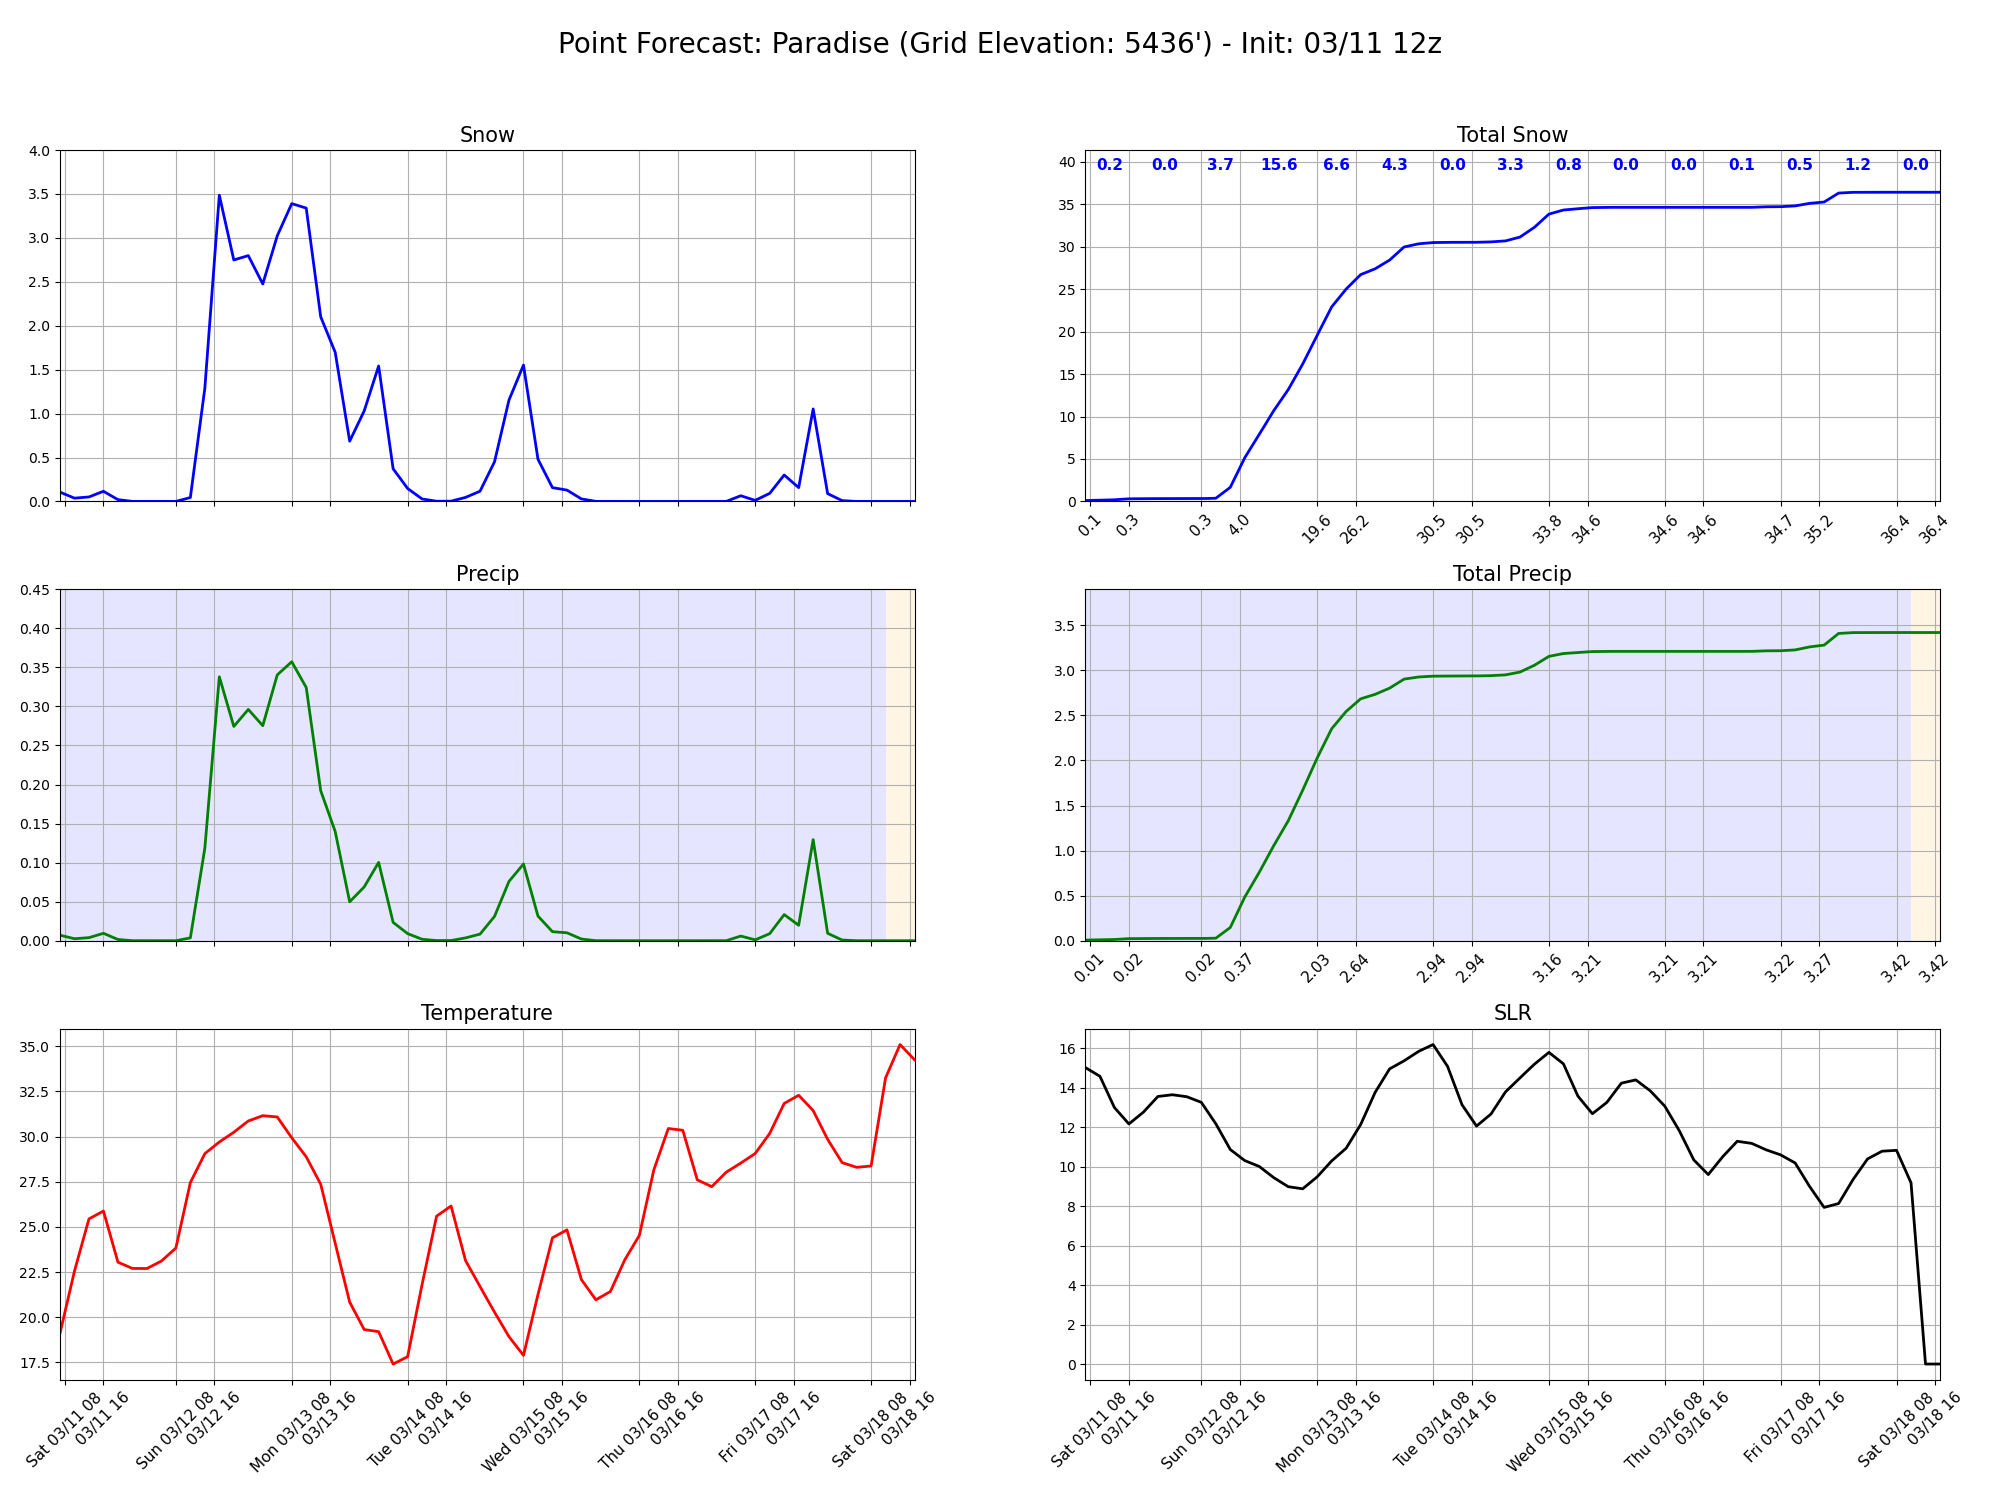 Point Forecast: Paradise (Grid Elevation: 5436') - Init: 03/11 12z
Snow
4.0
3.5
3.0
2.5
2.0
1.5
1.0
0.5
0.0
Total Snow
0.2 0.0 3.7 15.6 6.6 4.3 0.0 3.3 0.8 0.0 0.0 0.1 0.5 1.2 0.0
40
35
30
25
20
15
10
5
0
0.1 0.3 0.3 4.0 19.6 26.2 30.5 30.5 33.8 34.6 34.6 34.6 34.7 35.2 36.4 36.4
Precip
0.45
0.40
0.35
0.30
0.25
0.20
0.15
0.10
0.05
0.00
Total Precip
3.5
3.0
2.5
2.0
1.5
1.0
0.5
0.0
0.01 0.02 0.02 0.37 2.03 2.64 2.94 2.94 3.16 3.21 3.21 3.21 3.22 3.27 3.42 3.42
Temperature
35.0
32.5
30.0
27.5
25.0
22.5
20.0
17.5
Sat 03/11 08
03/11 16
Sun 03/12 08
03/12 16
Mon 03/13 08
03/13 16
Tue 03/14 08
03/14 16
Wed 03/15 08
03/15 16
Thu 03/16 08
03/16 16
Fri 03/17 08
03/17 16
Sat 03/18 08
03/18 16
SLR
16
14
12
10
8
6
4
2
0
Sat 03/11 08
03/11 16
Sun 03/12 08
03/12 16
Mon 03/13 08
03/13 16
Tue 03/14 08
03/14 16
Wed 03/15 08
03/15 16
Thu 03/16 08
03/16 16
Fri 03/17 08
03/17 16
Sat 03/18 08
03/18 16